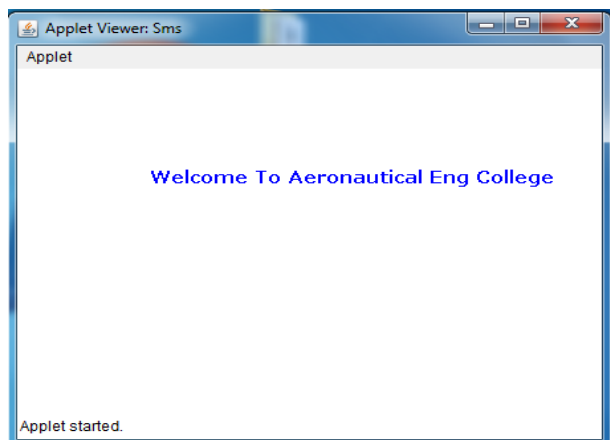 Applet Viewer: Sms
Applet
Welcome To Aeronautical Eng College
Applet started.